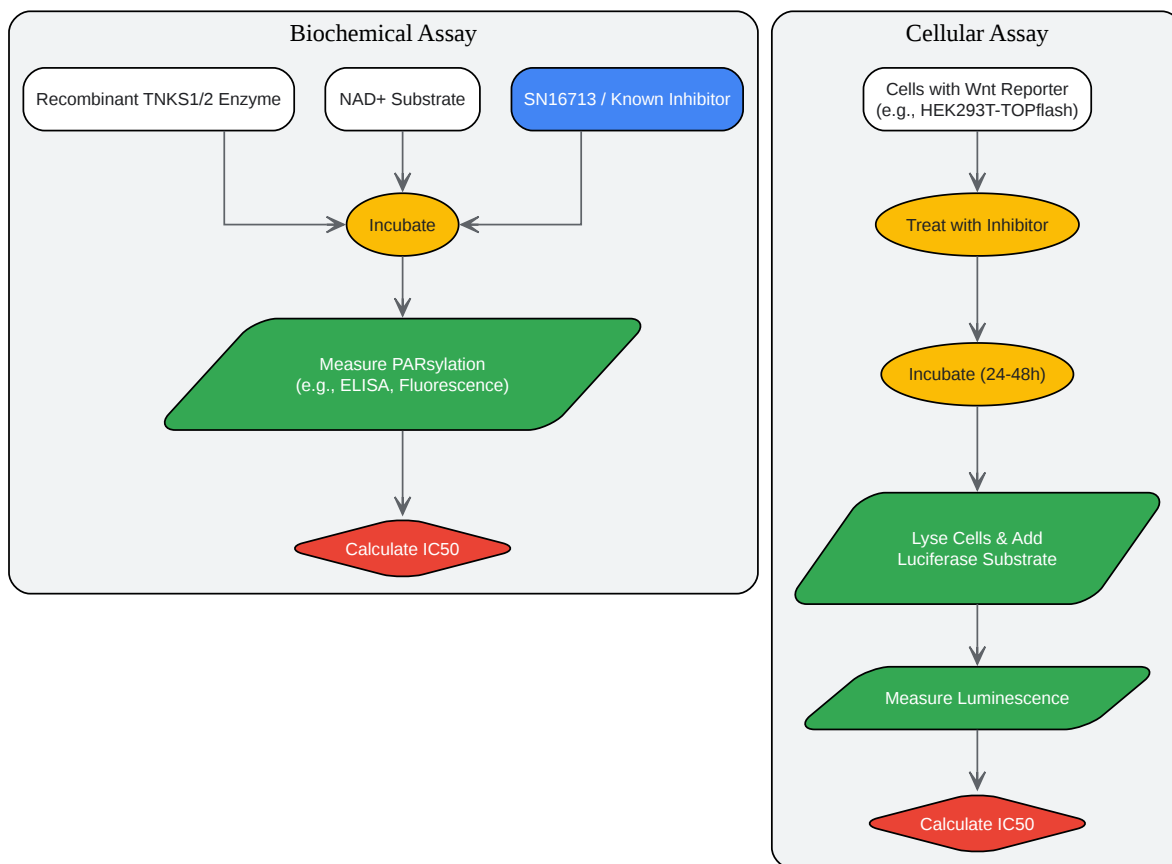 Biochemical Assay
Recombinant TNKS1/2 Enzyme
NAD+ Substrate
SN16713 / Known Inhibitor
Incubate
Measure PARsylation
(e.g., ELISA, Fluorescence)
Calculate IC50
Cellular Assay
Cells with Wnt Reporter
(e.g., HEK293T-TOPflash)
Treat with Inhibitor
Incubate (24-48h)
Lyse Cells & Add
Luciferase Substrate
Measure Luminescence
Calculate IC50